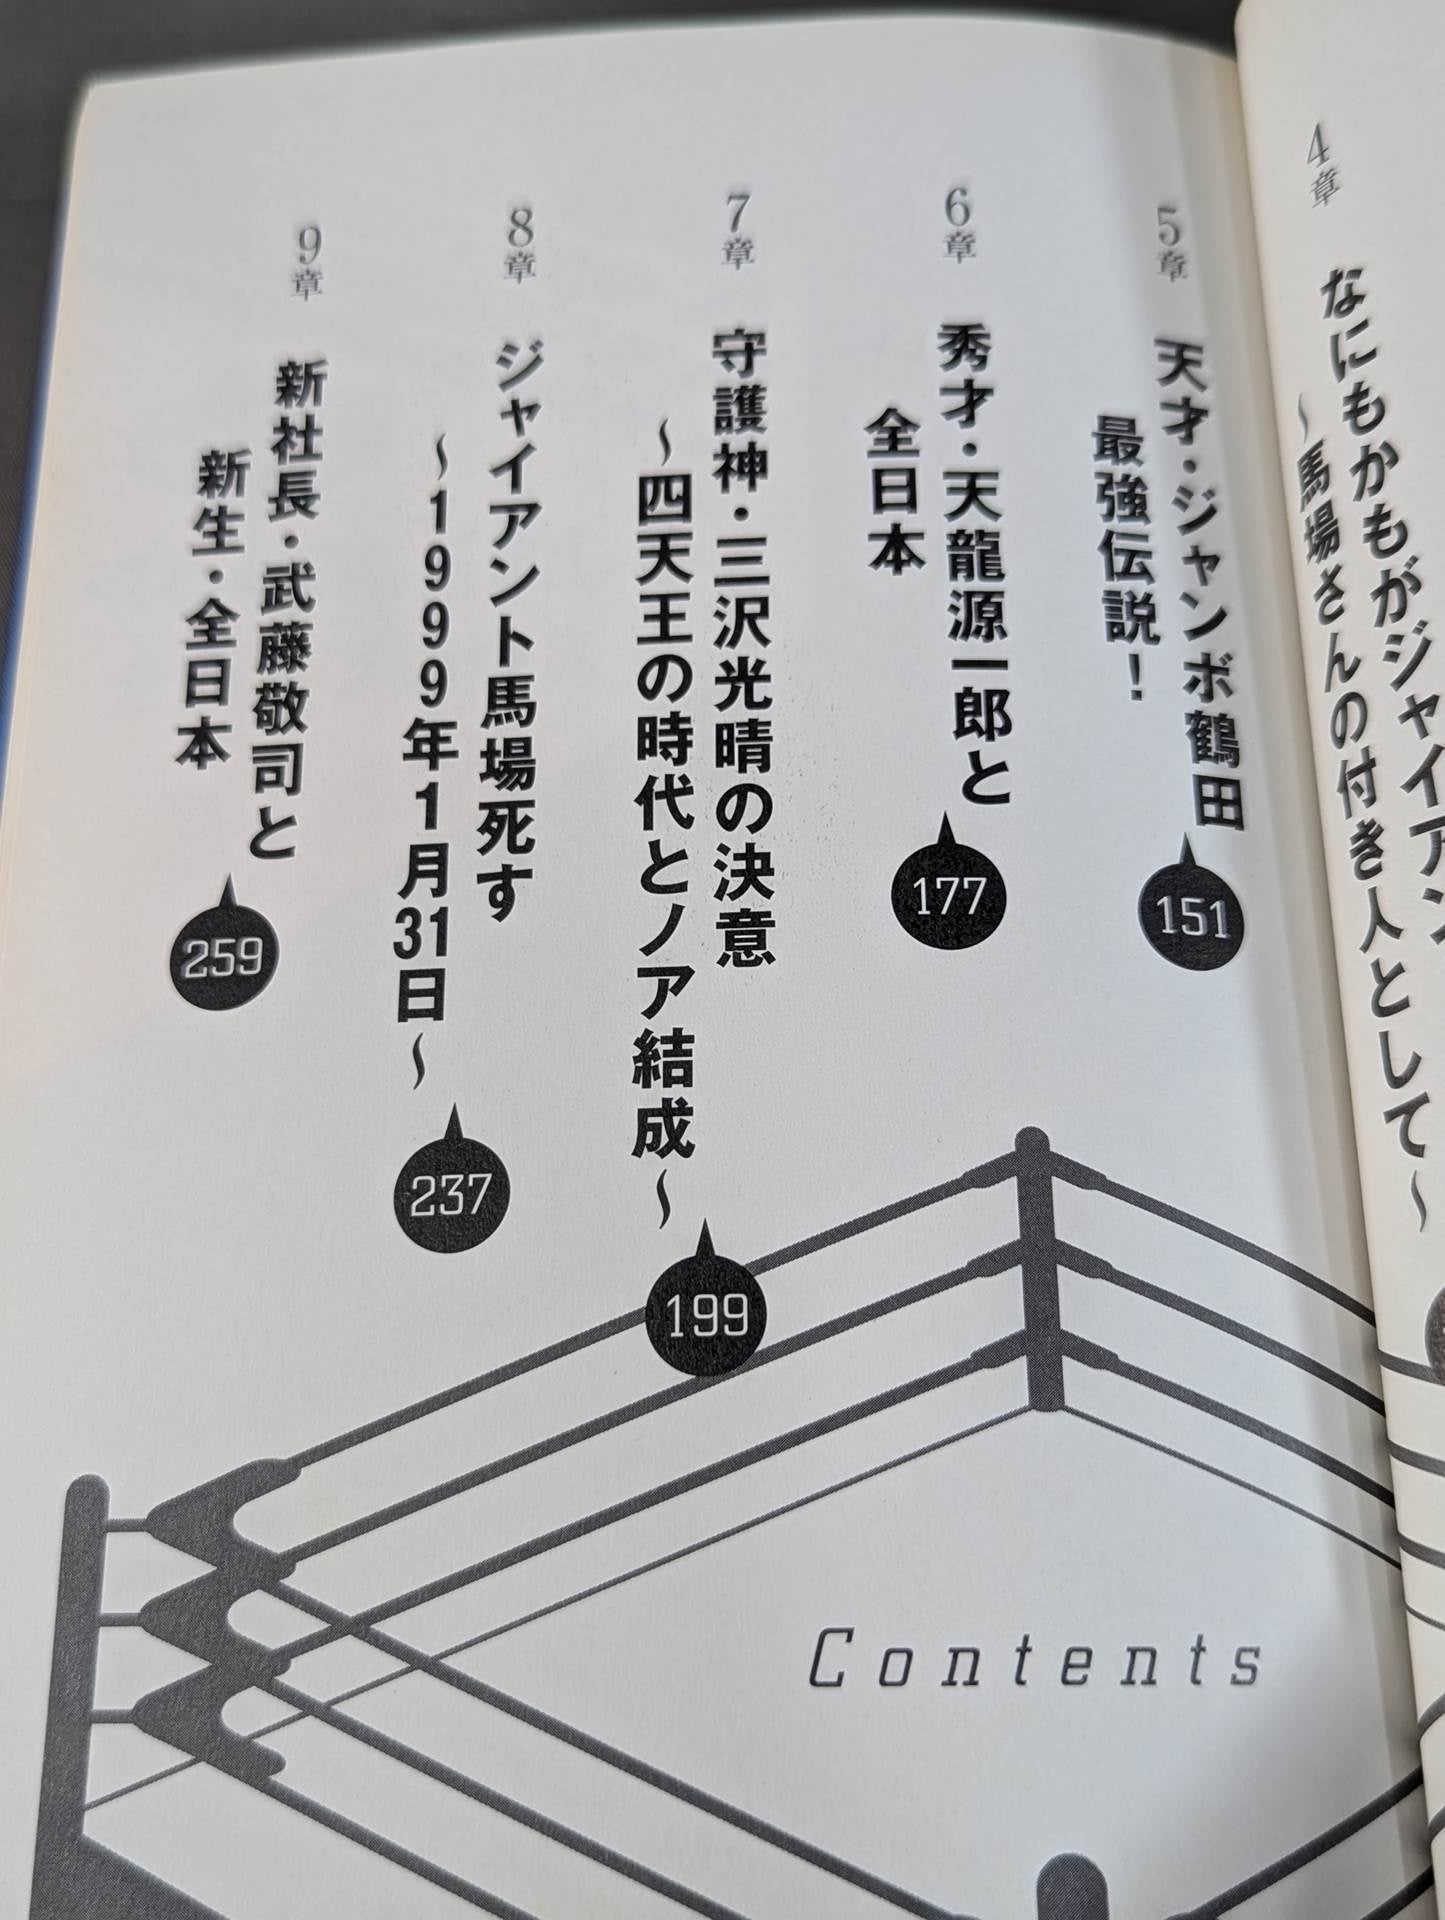 4章
なにもかもがジャイアン
〜馬場さんの付き人として〜
5章
天才・ジャンボ鶴田
最強伝説！
151
6章
秀才・天龍源一郎と
全日本
177
7章
守護神・三沢光晴の決意
〜四天王の時代とノア結成〜
199
8章
ジャイアント馬場死す
〜1999年1月31日〜
237
9章
新社長・武藤敬司と
新生・全日本
259
Contents